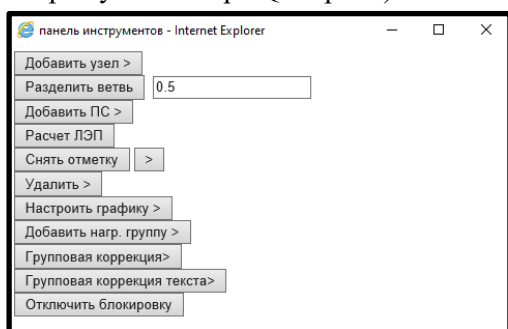 панель инструментов - Internet Explorer
Добавить узел >
Разделить ветвь 0.5
Добавить ПС >
Расчет ЛЭП
Снять отметку >
Удалить >
Настроить графику >
Добавить нагр. группу >
Групповая коррекция>
Групповая коррекция текста>
Отключить блокировку